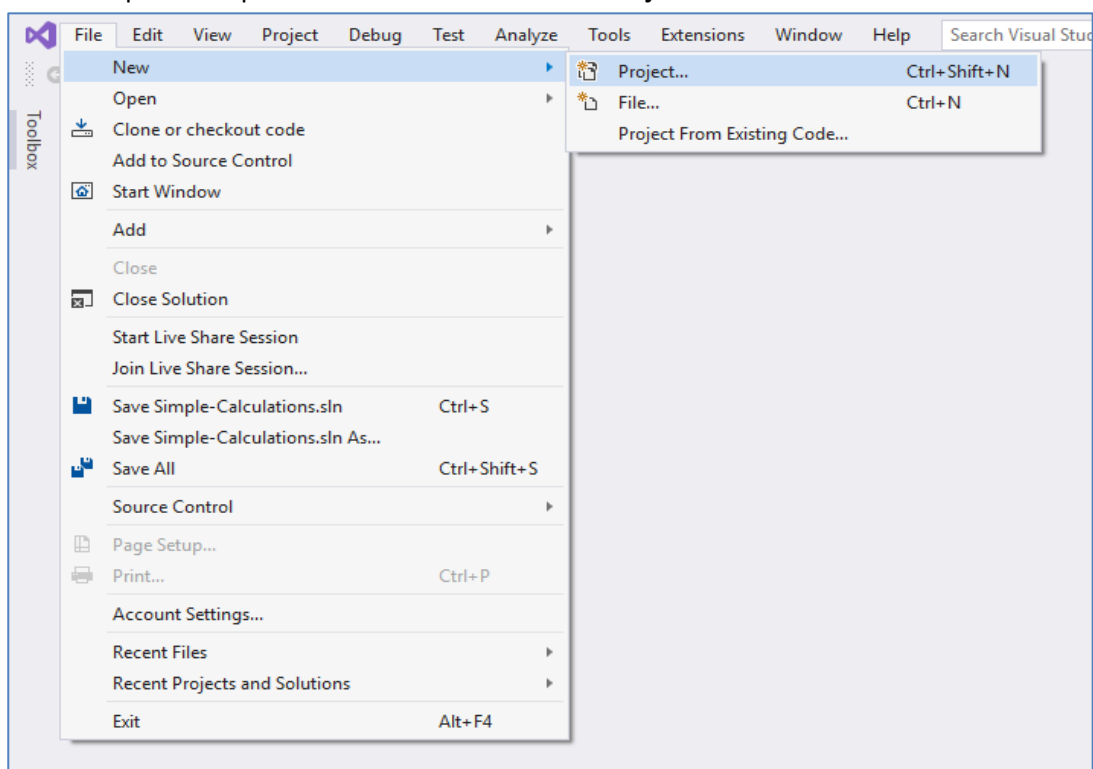 File Edit View Project Debug Test Analyze Tools Extensions Window Help Search Visual Stud
New
Project... Ctrl+Shift+N
Open
File... Ctrl+N
Clone or checkout code
Project From Existing Code...
Add to Source Control
Toolbox
Start Window
Add
Close
Close Solution
Start Live Share Session
Join Live Share Session...
Save Simple-Calculations.sln Ctrl+S
Save Simple-Calculations.sln As...
Save All Ctrl+Shift+S
Source Control
Page Setup...
Print... Ctrl+P
Account Settings...
Recent Files
Recent Projects and Solutions
Exit Alt+F4